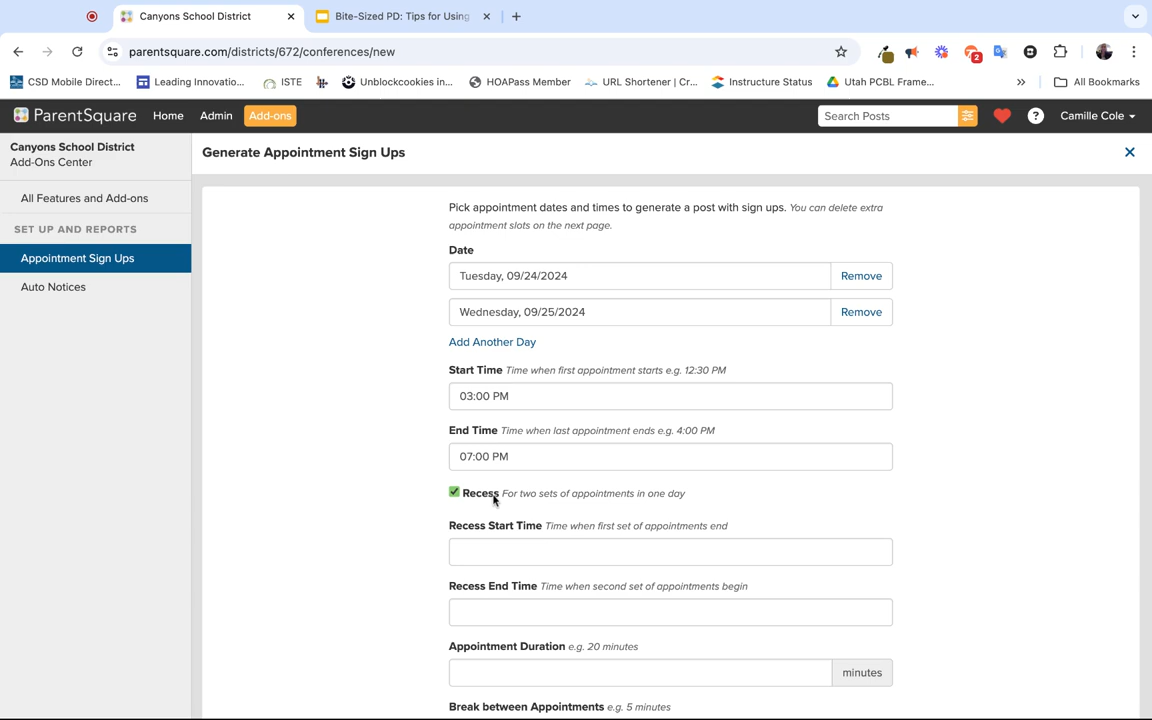 Canyons School District
Bite-Sized PD: Tips for Using
parentsquare.com/districts/672/conferences/new
2
CSD Mobile Direct...
Leading Innovatio...
ISTE
Unblockcookies in...
HOAPass Member
URL Shortener | Cr...
Instructure Status
Utah PCBL Frame...
All Bookmarks
ParentSquare
Home
Admin
Add-ons
Search Posts
?
Camille Cole
Canyons School District
Add-Ons Center
All Features and Add-ons
SET UP AND REPORTS
Appointment Sign Ups
Auto Notices
Generate Appointment Sign Ups
Pick appointment dates and times to generate a post with sign ups. You can delete extra
appointment slots on the next page.
Date
Tuesday, 09/24/2024 Remove
Wednesday, 09/25/2024 Remove
Add Another Day
Start Time Time when first appointment starts e.g. 12:30 PM
03:00 PM
End Time Time when last appointment ends e.g. 4:00 PM
07:00 PM
Recess For two sets of appointments in one day
Recess Start Time Time when first set of appointments end
Recess End Time Time when second set of appointments begin
Appointment Duration e.g. 20 minutes
minutes
Break between Appointments e.g. 5 minutes